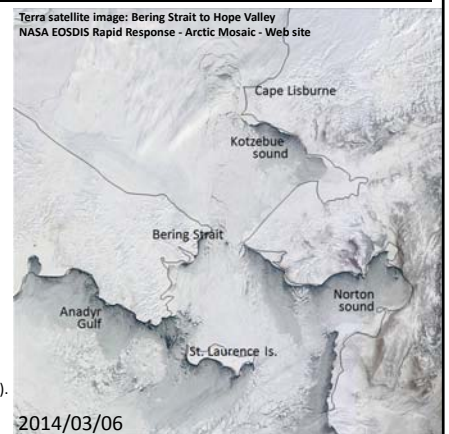 Terra satellite image: Bering Strait to Hope Valley
NASA EOSDIS Rapid Response - Arctic Mosaic - Web site
Cape Lisburne
Kotzebue
sound
Bering Strait
Norton
sound
Anadyr
Gulf
St. Laurence Is.
).
2014/03/06